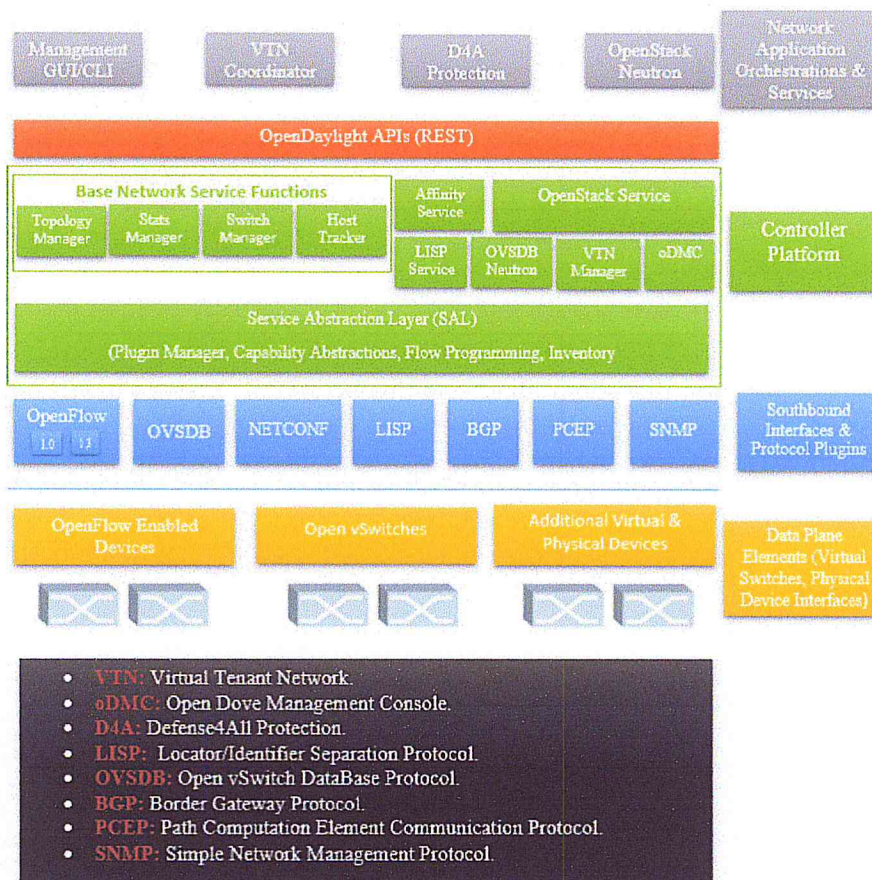 Management
GUI/CLI
VTN
Coordinator
D4A
Protection
OpenStack
Neutron
Network
Application
Orchestrations &
Services
OpenDaylight APIs (REST)
Base Network Service Functions
Topology
Manager
Stats
Manager
Switch
Manager
Host
Tracker
Affinity
Service
OpenStack Service
LISP
Service
OVSDB
Neutron
VTN
Manager
oDMC
Controller
Platform
Service Abstraction Layer (SAL)
(Plugin Manager, Capability Abstractions, Flow Programming, Inventory
OpenFlow
1.0 1.3
OVSDB
NETCONF
LISP
BGP
PCEP
SNMP
Southbound
Interfaces &
Protocol Plugins
OpenFlow Enabled
Devices
Open vSwitches
Additional Virtual &
Physical Devices
Data Plane
Elements (Virtual
Switches, Physical
Device Interfaces)
• VTN: Virtual Tenant Network.
• oDMC: Open Dove Management Console.
• D4A: Defense4All Protection.
• LISP: Locator/Identifier Separation Protocol.
• OVSDB: Open vSwitch DataBase Protocol.
• BGP: Border Gateway Protocol.
• PCEP: Path Computation Element Communication Protocol.
• SNMP: Simple Network Management Protocol.